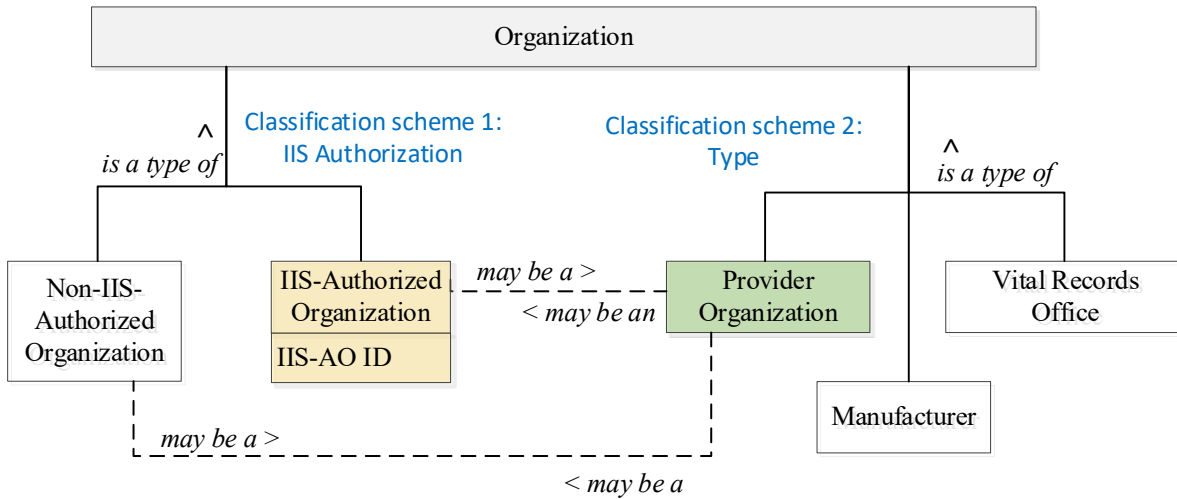 Organization
Classification scheme 1:
IIS Authorization
Classification scheme 2:
Type
^
is a type of
^
is a type of
Non-IIS-
Authorized
Organization
IIS-Authorized
Organization
IIS-AO ID
may be a >
< may be an
Provider
Organization
Vital Records
Office
Manufacturer
may be a >
< may be a